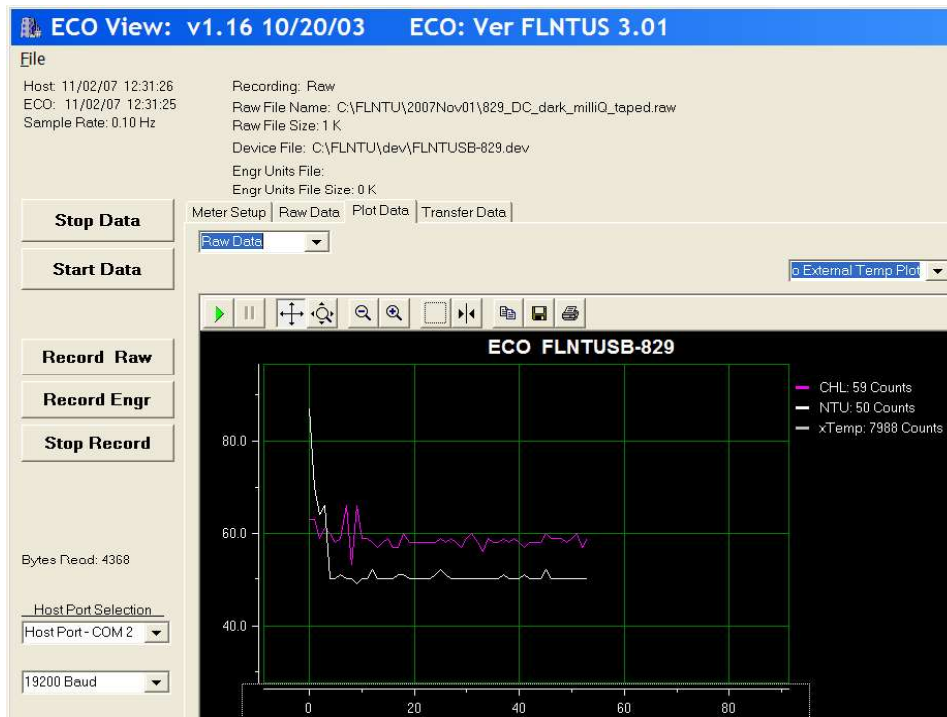 ECO View: v1.16 10/20/03 ECO: Ver FLNTUS 3.01
File
Host: 11/02/07 12:31:26
ECO: 11/02/07 12:31:25
Sample Rate: 0.10 Hz
Recording: Raw
Raw File Name: C:\FLNTU\2007Nov01\829_DC_dark_milliQ_taped.raw
Raw File Size: 1 K
Device File: C:\FLNTU\dev\FLNTUSB-829.dev
Engr Units File:
Engr Units File Size: 0 K
Stop Data
Start Data
Record Raw
Record Engr
Stop Record
Bytes Read: 4368
Host Port Selection
Host Port - COM 2
19200 Baud
Meter Setup Raw Data Plot Data Transfer Data
Raw Data
o External Temp Plot
ECO FLNTUSB-829
CHL: 59 Counts
NTU: 50 Counts
xTemp: 7988 Counts
80.0
60.0
40.0
0 20 40 60 80